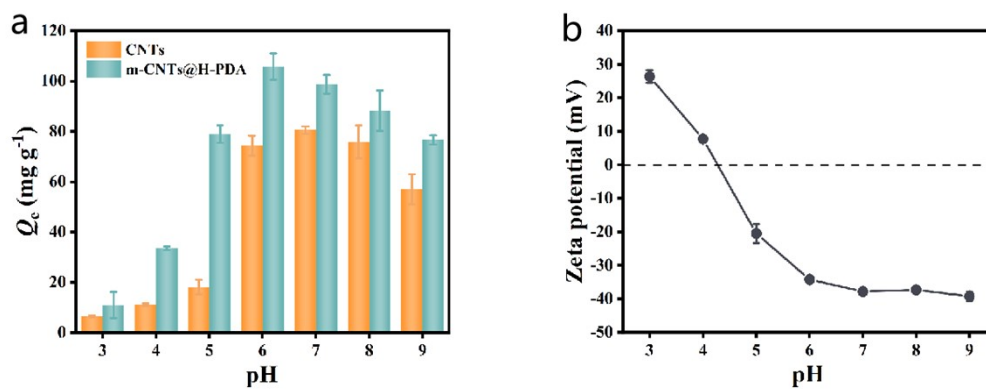 a
CNTs
m-CNTs@H-PDA
120
100
80
60
40
20
0
Qe (mg g-1)
3 4 5 6 7 8 9
pH
b
40
30
20
10
0
-10
-20
-30
-40
-50
Zeta potential (mV)
3 4 5 6 7 8 9
pH